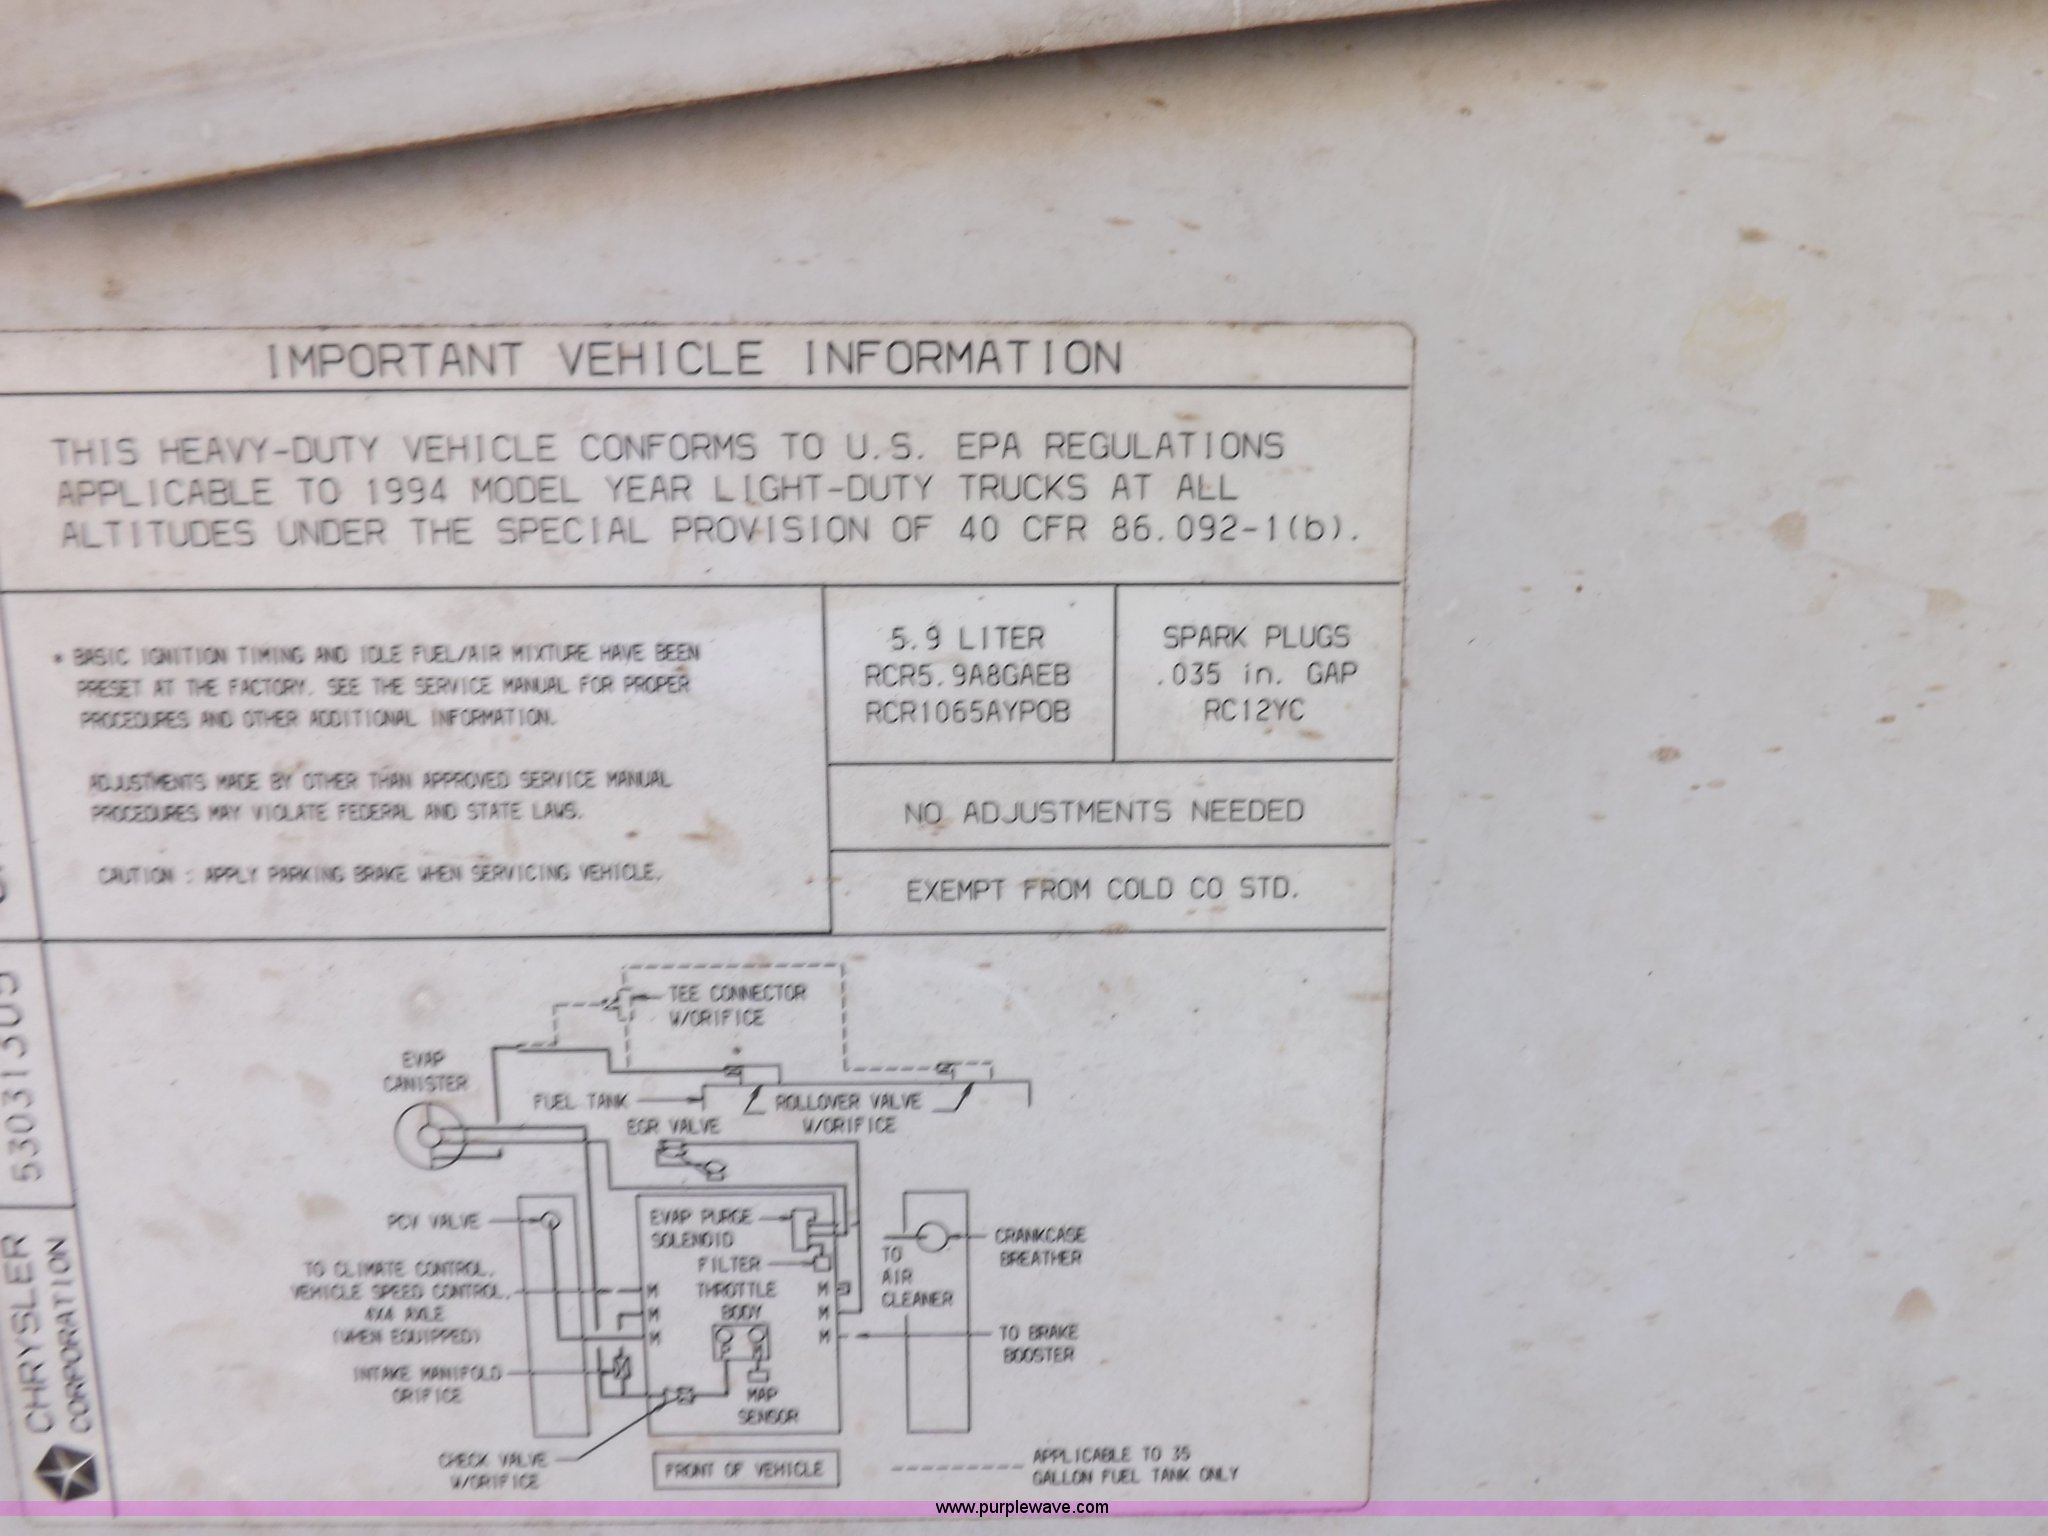 IMPORTANT VEHICLE INFORMATION
THIS HEAVY-DUTY VEHICLE CONFORMS TO U.S. EPA REGULATIONS
APPLICABLE TO 1994 MODEL YEAR LIGHT-DUTY TRUCKS AT ALL
ALTITUDES UNDER THE SPECIAL PROVISION OF 40 CFR 86.092-1(b).
* BASIC IGNITION TIMING AND IDLE FUEL/AIR MIXTURE HAVE BEEN
PRESET AT THE FACTORY. SEE THE SERVICE MANUAL FOR PROPER
PROCEDURES AND OTHER ADDITIONAL INFORMATION.
ADJUSTMENTS MADE BY OTHER THAN APPROVED SERVICE MANUAL
PROCEDURES MAY VIOLATE FEDERAL AND STATE LAWS.
CAUTION : APPLY PARKING BRAKE WHEN SERVICING VEHICLE.
5.9 LITER
RCR5.9A8GAEB
RCR1065AYPOB
SPARK PLUGS
.035 in. GAP
RC12YC
NO ADJUSTMENTS NEEDED
EXEMPT FROM COLD CO STD.
TEE CONNECTOR
W/ORIFICE
EVAP
CANISTER
FUEL TANK
ROLLOVER VALVE
W/ORIFICE
EGR VALVE
PCV VALVE
EVAP PURGE
SOLENOID
FILTER
CRANKCASE
BREATHER
TO
AIR
CLEANER
TO CLIMATE CONTROL,
VEHICLE SPEED CONTROL,
4X4 AXLE
(WHEN EQUIPPED)
M
THROTTLE
BODY
M
M
M
M
M
TO BRAKE
BOOSTER
INTAKE MANIFOLD
ORIFICE
MAP
SENSOR
CHECK VALVE
W/ORIFICE
FRONT OF VEHICLE
APPLICABLE TO 35
GALLON FUEL TANK ONLY
CHRYSLER
CORPORATION
www.purplewave.com